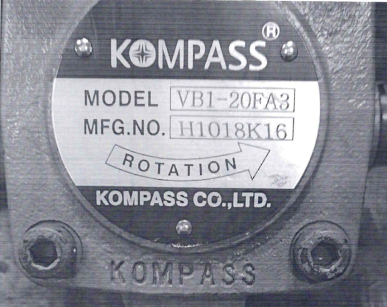 KOMPASS®
MODEL VB1-20FA3
MFG.NO. H1018K16
ROTATION
KOMPASS CO.,LTD.
KOMPASS